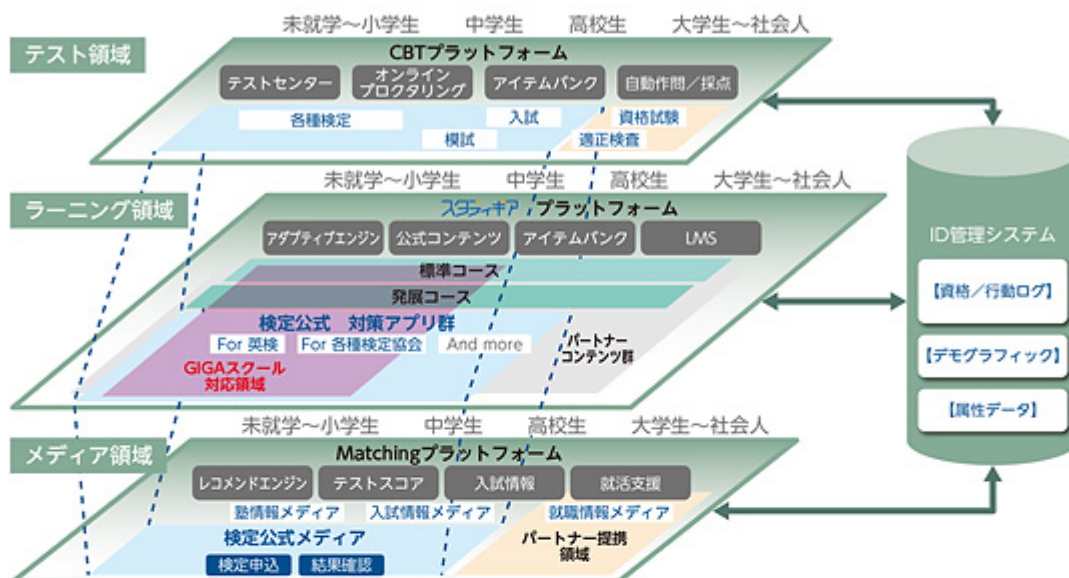 未就学～小学生 中学生 高校生 大学生～社会人
テスト領域
CBTプラットフォーム
テストセンター
オンライン
プロクタリング
アイテムバンク
自動作問／採点
各種検定
入試
資格試験
模試
適正検査
未就学～小学生 中学生 高校生 大学生～社会人
ラーニング領域
スタディギア プラットフォーム
アダプティブエンジン
公式コンテンツ
アイテムバンク
LMS
標準コース
発展コース
検定公式 対策アプリ群
For 英検
For 各種検定協会
And more
GIGAスクール
対応領域
パートナー
コンテンツ群
未就学～小学生 中学生 高校生 大学生～社会人
メディア領域
Matchingプラットフォーム
レコメンドエンジン
テストスコア
入試情報
就活支援
塾情報メディア
入試情報メディア
就職情報メディア
検定公式メディア
検定申込
結果確認
パートナー提携
領域
ID管理システム
【資格／行動ログ】
【デモグラフィック】
【属性データ】